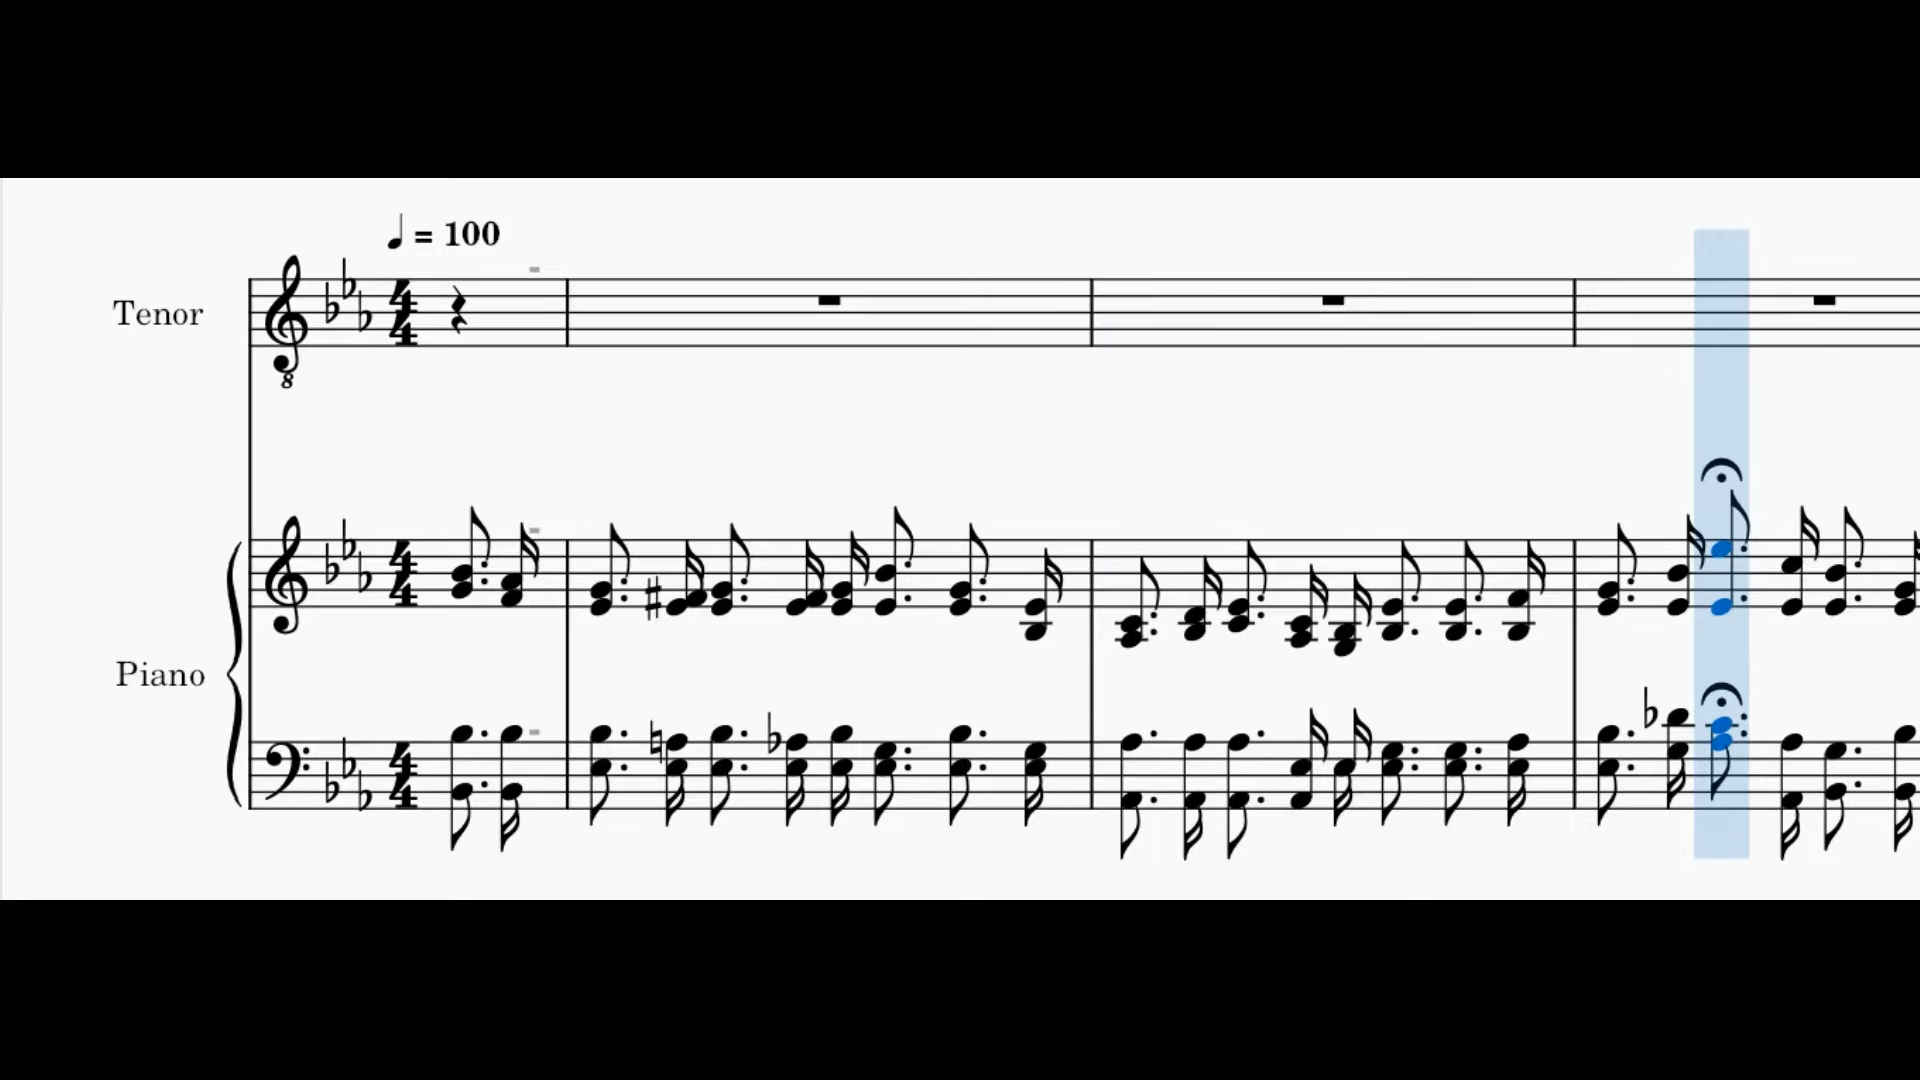 ♩ = 100
Tenor
Piano